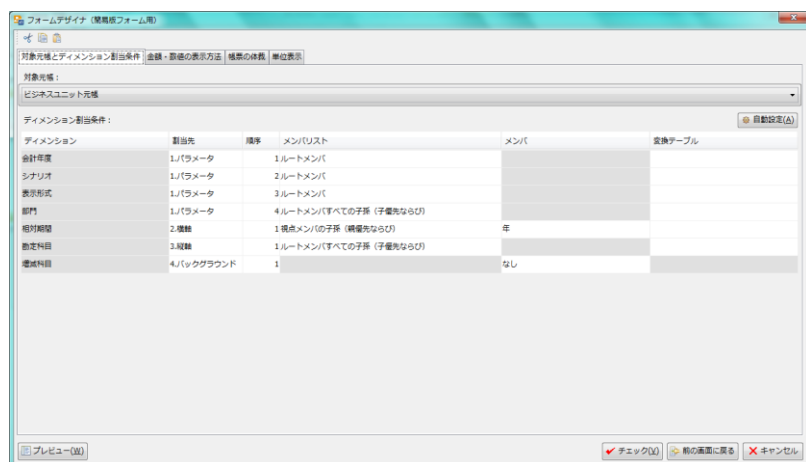 フォームデザイナ (簡易版フォーム用)
対象元帳とディメンション割当条件 金額・数値の表示方法 帳票の体裁 単位表示
対象元帳：
ビジネスユニット元帳
ディメンション割当条件： 自動設定(A)
ディメンション 割当先 順序 メンバリスト メンバ 変換テーブル
会計年度 1.パラメータ 1 ルートメンバ
シナリオ 1.パラメータ 2 ルートメンバ
表示形式 1.パラメータ 3 ルートメンバ
部門 1.パラメータ 4 ルートメンバすべての子孫（子優先ならび）
相対期間 2.横軸 1 視点メンバの子孫（親優先ならび） 年
勘定科目 3.縦軸 1 ルートメンバすべての子孫（子優先ならび）
増減科目 4.バックグラウンド 1 なし
プレビュー(W) チェック(V) 前の画面に戻る キャンセル